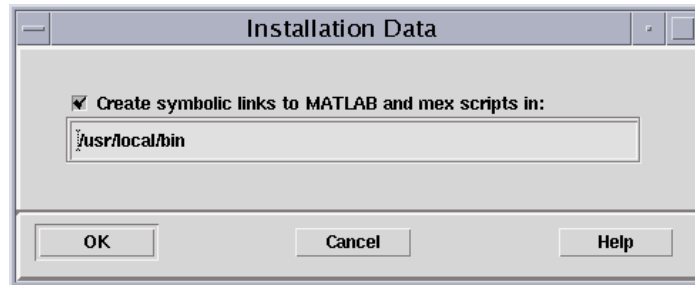 Installation Data
Create symbolic links to MATLAB and mex scripts in:
/usr/local/bin
OK
Cancel
Help